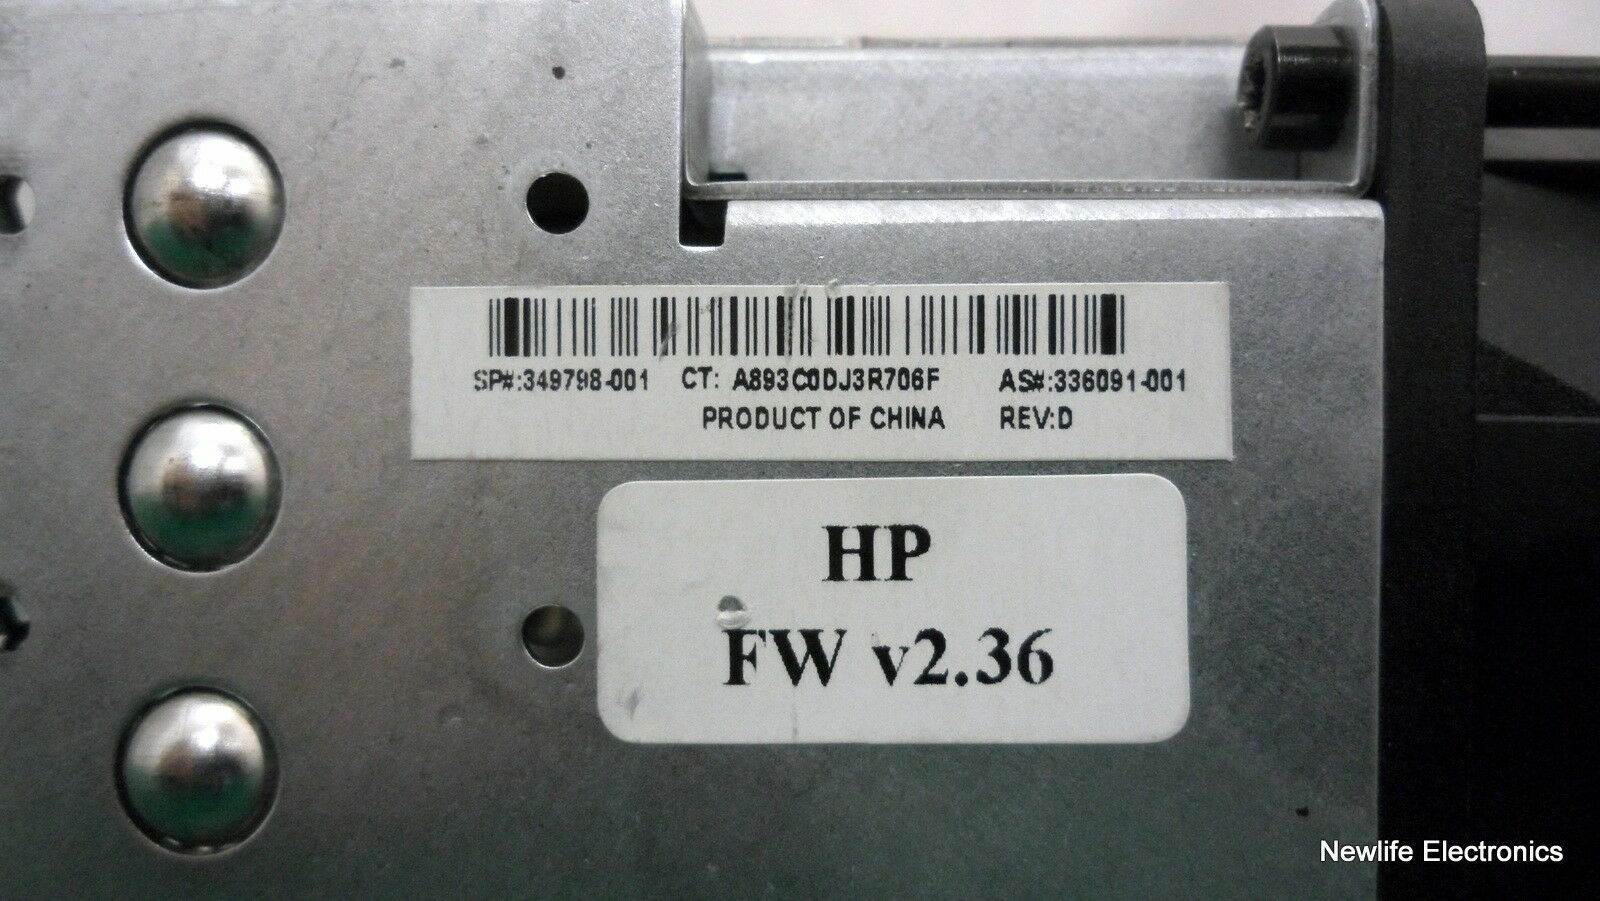 SP#:349798-001 CT: A893C0DJ3R706F AS#:336091-001
PRODUCT OF CHINA REV:D
HP
FW v2.36
Newlife Electronics